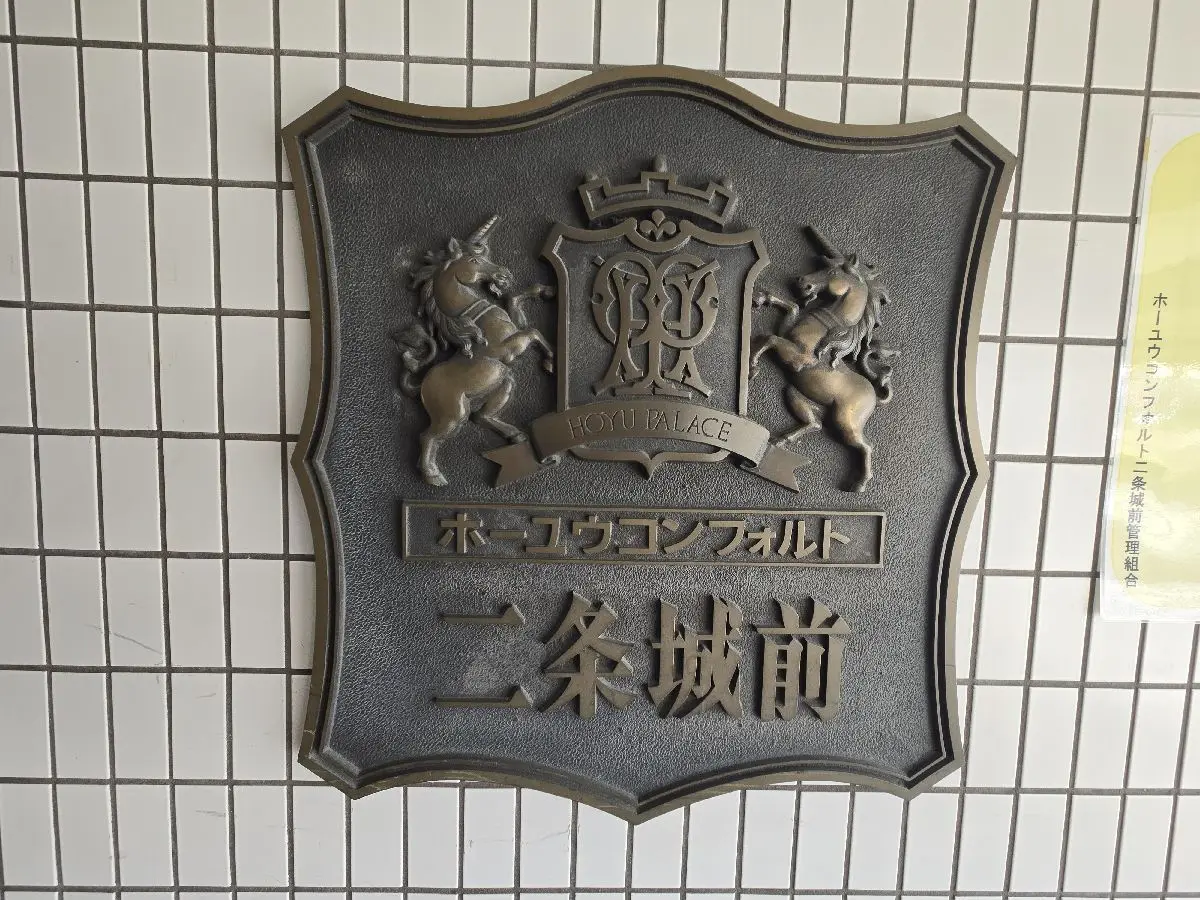 HOYU PALACE
ホーユウコンフォルト
二条城前
ホーユウコンフォルト二条城前管理組合